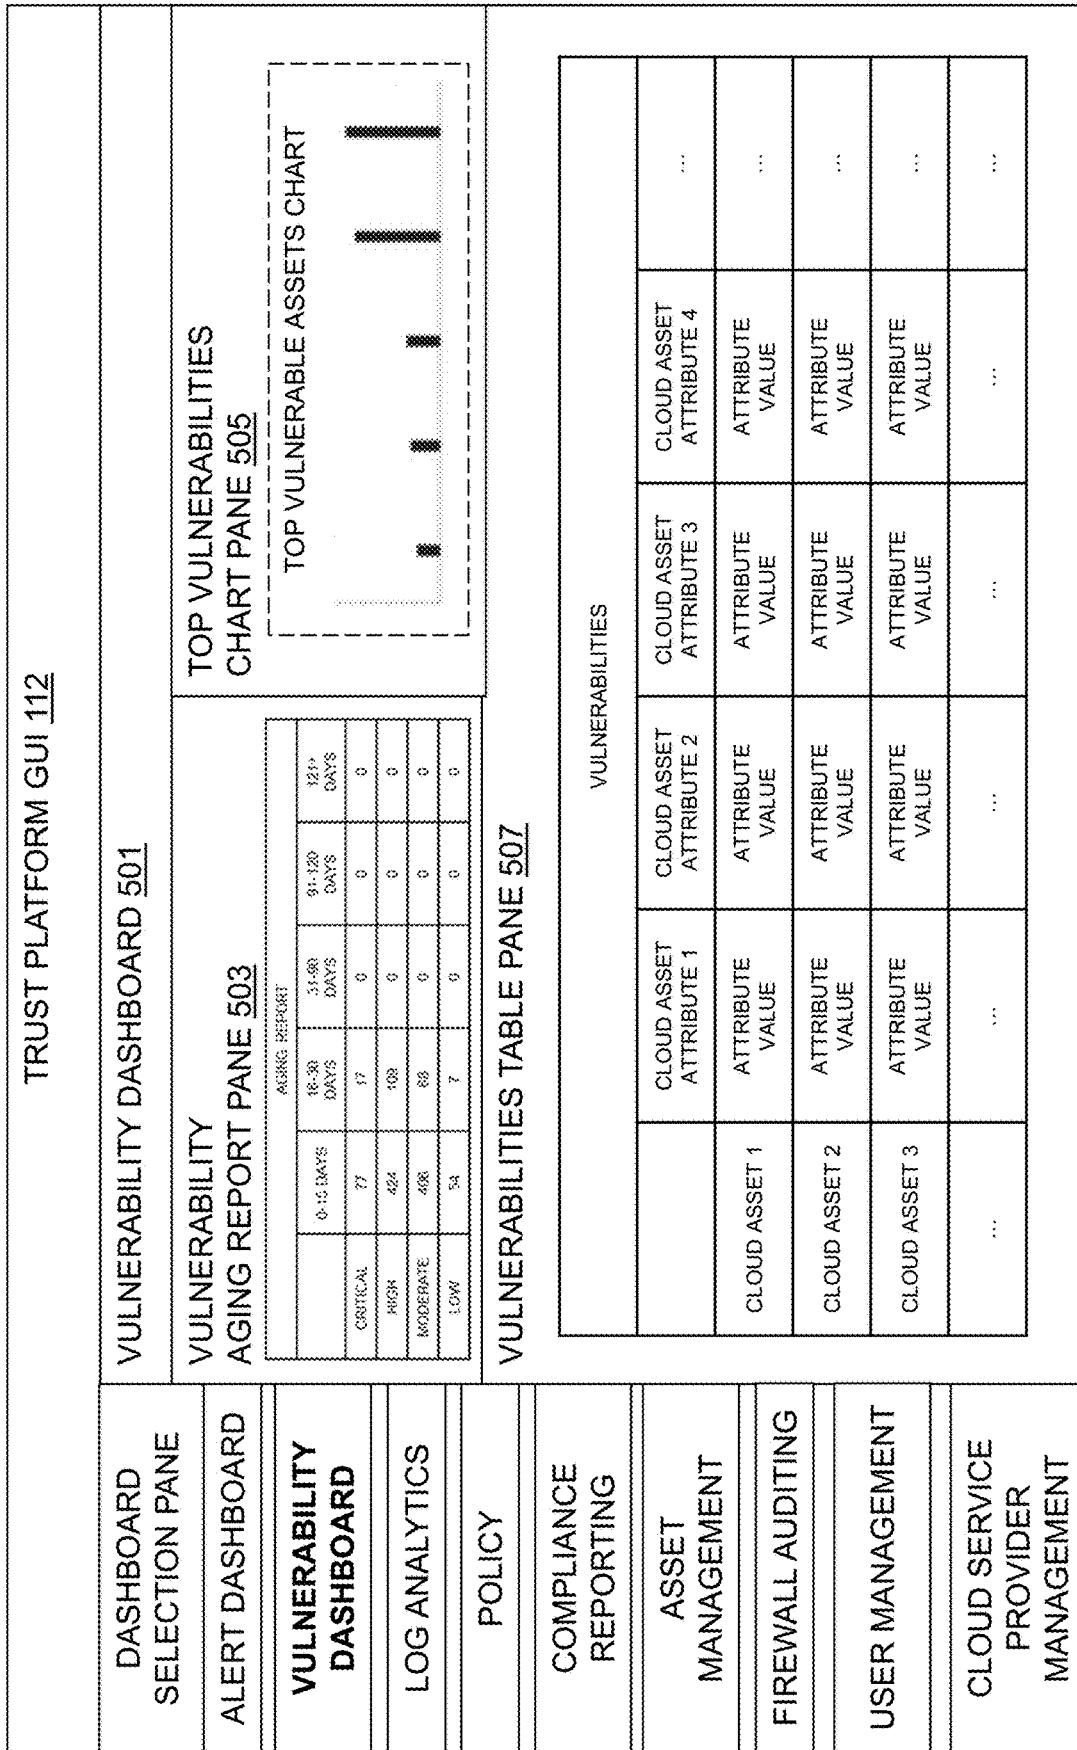 TRUST PLATFORM GUI 112
DASHBOARD
SELECTION PANE
ALERT DASHBOARD
VULNERABILITY
DASHBOARD
LOG ANALYTICS
POLICY
COMPLIANCE
REPORTING
ASSET
MANAGEMENT
FIREWALL AUDITING
USER MANAGEMENT
CLOUD SERVICE
PROVIDER
MANAGEMENT
VULNERABILITY DASHBOARD 501
VULNERABILITY
AGING REPORT PANE 503
AGING REPORT
0-15 DAYS 16-30 DAYS 31-90 DAYS 91-120 DAYS 121+ DAYS
CRITICAL 77 17 0 0 0
HIGH 424 109 0 0 0
MODERATE 0 0 0
LOW 54 7 0 0 0
TOP VULNERABILITIES
CHART PANE 505
TOP VULNERABLE ASSETS CHART
VULNERABILITIES TABLE PANE 507
VULNERABILITIES
CLOUD ASSET ATTRIBUTE 1 CLOUD ASSET ATTRIBUTE 2 CLOUD ASSET ATTRIBUTE 3 CLOUD ASSET ATTRIBUTE 4 ...
CLOUD ASSET 1 ATTRIBUTE VALUE ATTRIBUTE VALUE ATTRIBUTE VALUE ATTRIBUTE VALUE ...
CLOUD ASSET 2 ATTRIBUTE VALUE ATTRIBUTE VALUE ATTRIBUTE VALUE ATTRIBUTE VALUE ...
CLOUD ASSET 3 ATTRIBUTE VALUE ATTRIBUTE VALUE ATTRIBUTE VALUE ATTRIBUTE VALUE ...
... ... ... ... ... ...